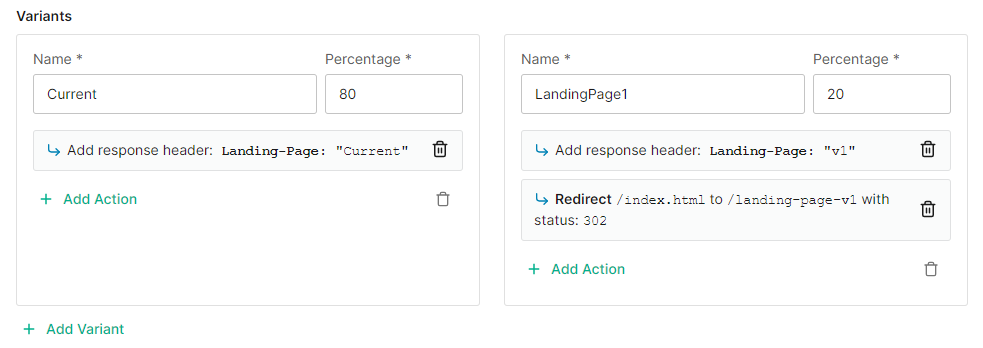 Variants
Name *
Percentage *
Current
80
Add response header: Landing-Page: "Current"
Add Action
Name *
Percentage *
LandingPage1
20
Add response header: Landing-Page: "v1"
Redirect /index.html to /landing-page-v1 with
status: 302
Add Action
Add Variant